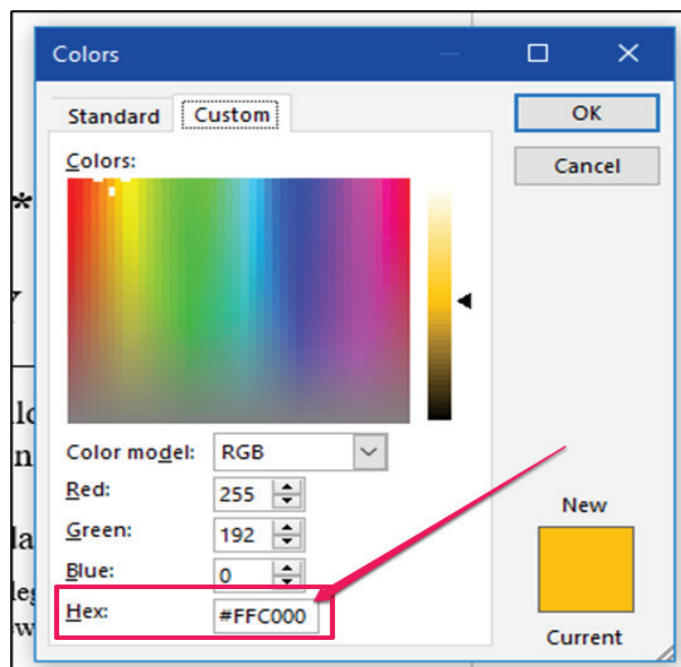 Colors
Standard Custom
OK
Cancel
Colors:
Color model: RGB
Red: 255
Green: 192
Blue: 0
Hex: #FFC000
New
Current